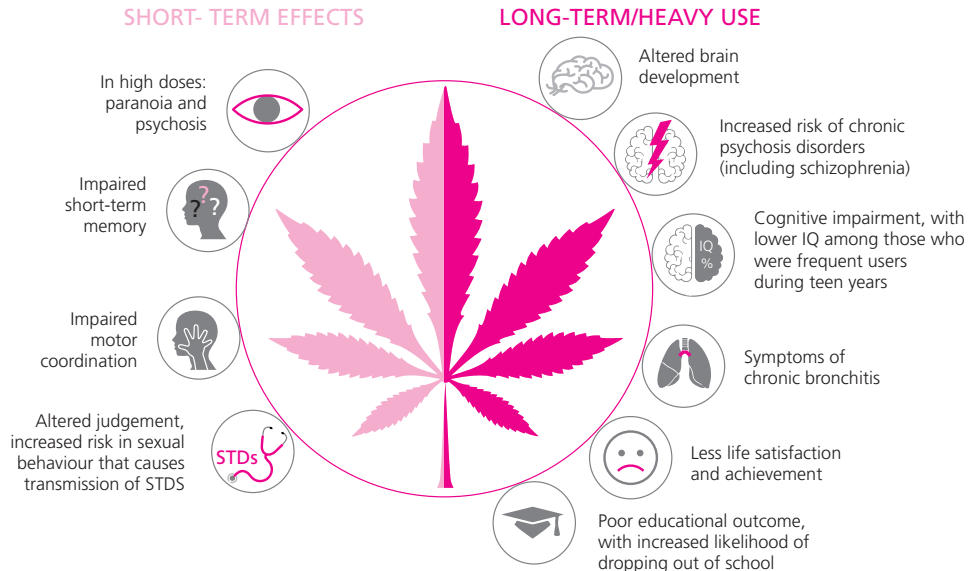 SHORT- TERM EFFECTS
In high doses:
paranoia and
psychosis
Impaired
short-term
memory
Impaired
motor
coordination
Altered judgement,
increased risk in sexual
behaviour that causes
transmission of STDS
STDs
LONG-TERM/HEAVY USE
Altered brain
development
Increased risk of chronic
psychosis disorders
(including schizophrenia)
IQ
%
Cognitive impairment, with
lower IQ among those who
were frequent users
during teen years
Symptoms of
chronic bronchitis
Less life satisfaction
and achievement
Poor educational outcome,
with increased likelihood of
dropping out of school
? ? ?